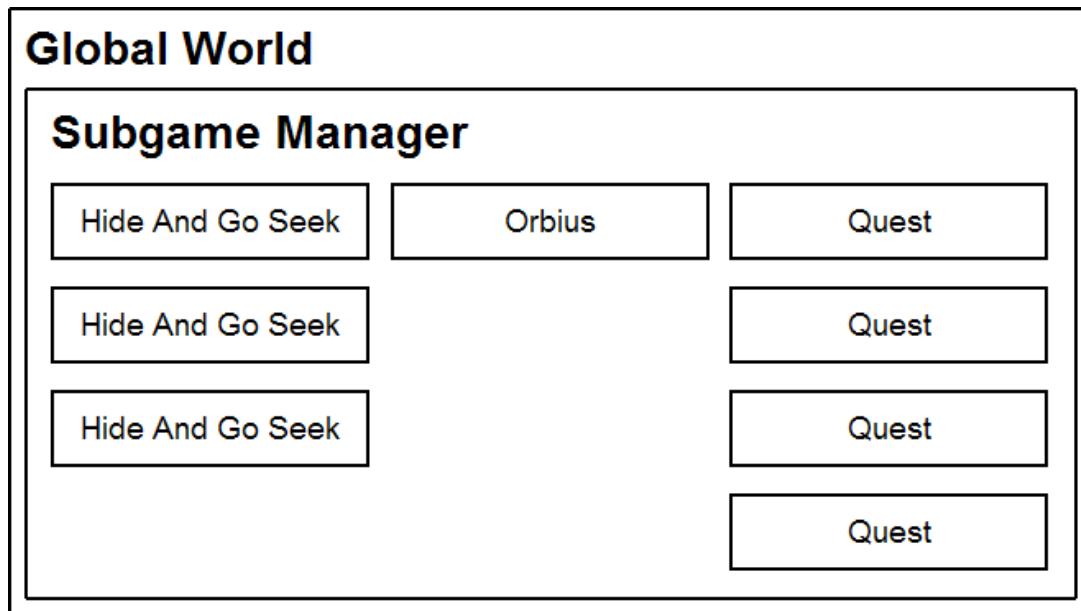 Global World
Subgame Manager
Hide And Go Seek
Orbius
Quest
Hide And Go Seek
Quest
Hide And Go Seek
Quest
Quest